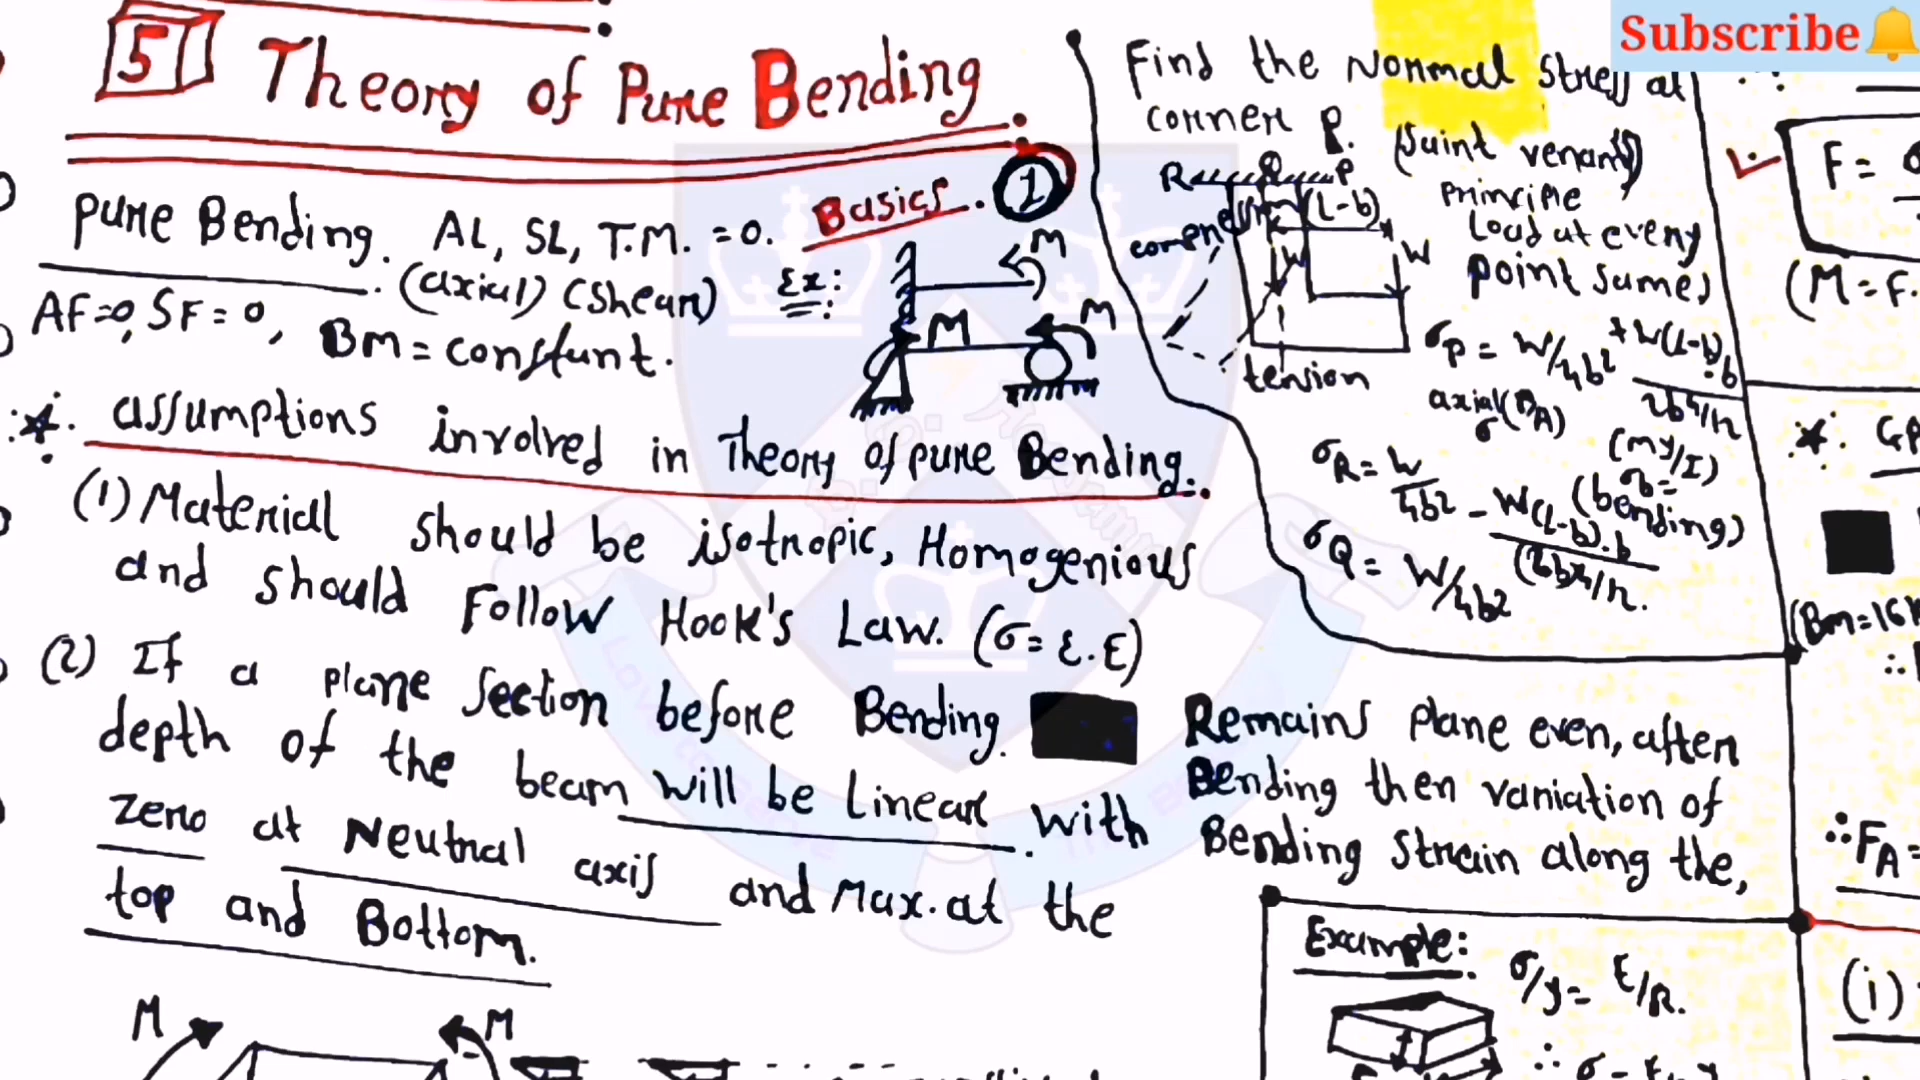 Subscribe
5 Theory of Pure Bending.
Basics. 1
Pure Bending. AL, SL, T.M. = 0.
(axial) (Shear)
AF=0, SF=0, BM=constant.
Ex:
M
M
M
*. assumptions involved in Theory of pure Bending.
(1) Material should be isotropic, Homogenious
and should Follow Hook's Law. (σ=ε.E)
(2) If a plane section before Bending.
depth of the beam will be Linear with
zero at Neutral axis and Max. at the
top and Bottom.
M
M
Find the Normal Stress at
corner P.
(Saint venant's)
principle
Load at every
point same)
R Q P
(L-b)
W
W
tension
σP = W/4b² + W(L-b).b
2b⁴/n
axial
(my/I)
σb=
(bending)
σR = W
4b² - W(L-b).b
σQ = W/4b²
Remains plane even, after
Bending then variation of
Bending strain along the,
Example:
σ/y = E/R.
F=
(M=F.
*.
∴FA=
(i)